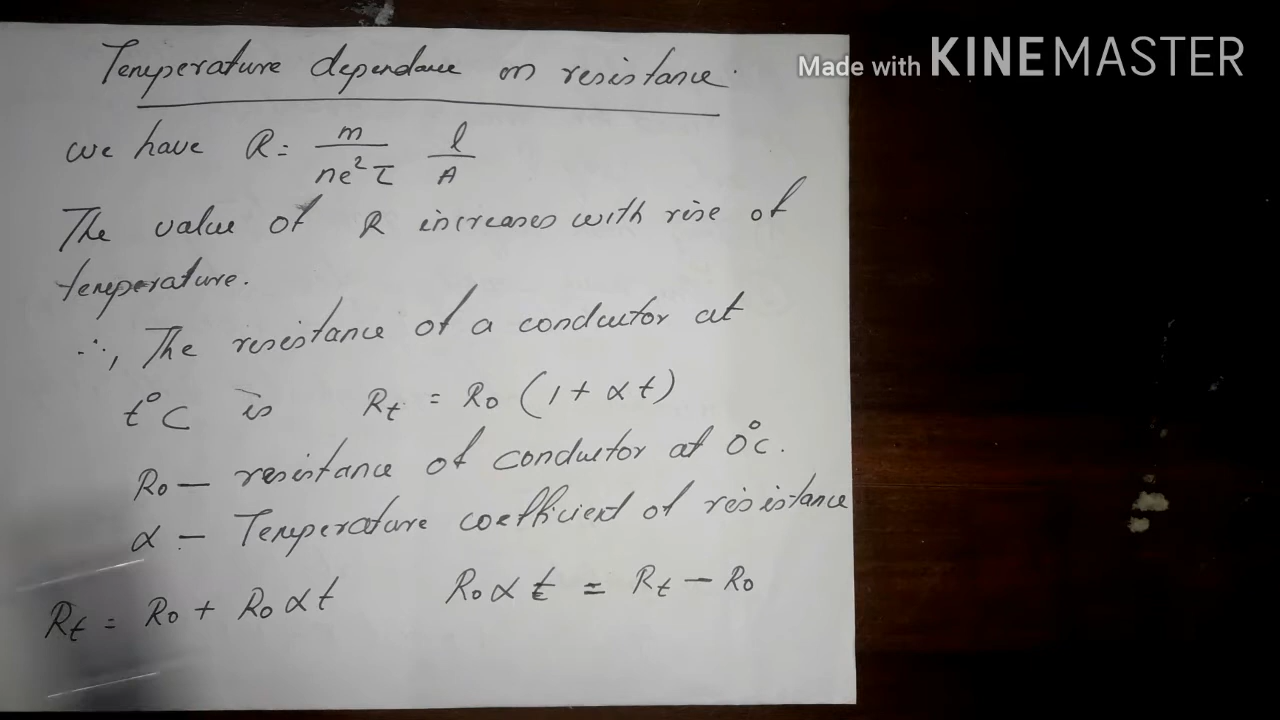 Temperature dependance on resistance.
Made with KINEMASTER
we have R = m/ne²τ l/A
The value of R increases with rise of
temperature.
∴, The resistance of a conductor at
t°C is Rt = R0 (1 + αt)
R0 — resistance of conductor at 0°c.
α — Temperature coefficient of resistance
Rt = R0 + R0αt R0αt = Rt — R0